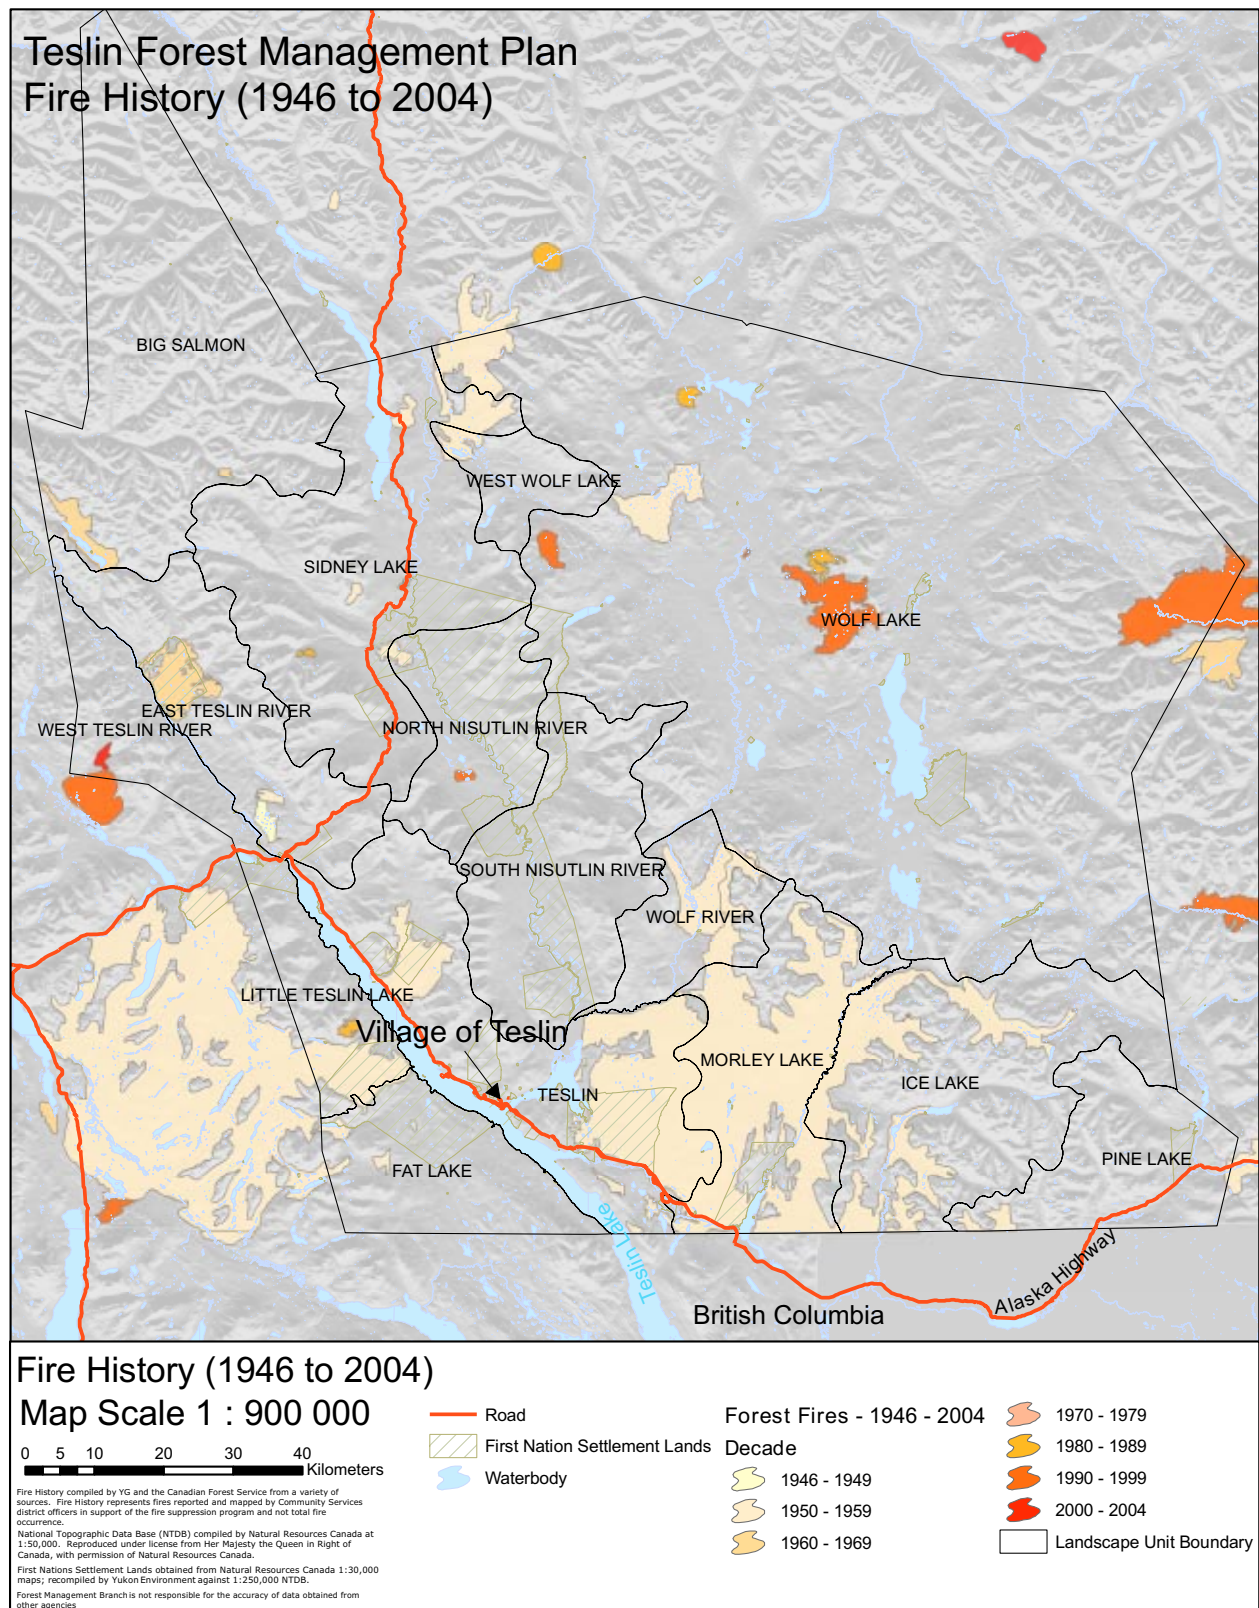 Teslin Forest Management Plan
Fire History (1946 to 2004)
BIG SALMON
WEST WOLF LAKE
SIDNEY LAKE
WOLF LAKE
EAST TESLIN RIVER
WEST TESLIN RIVER
NORTH NISUTLIN RIVER
SOUTH NISUTLIN RIVER
WOLF RIVER
LITTLE TESLIN LAKE
Village of Teslin
MORLEY LAKE
ICE LAKE
TESLIN
PINE LAKE
FAT LAKE
Teslin Lake
Alaska Highway
British Columbia
Fire History (1946 to 2004)
Map Scale 1 : 900 000
0 5 10 20 30 40
Kilometers
Fire History compiled by YG and the Canadian Forest Service from a variety of
sources. Fire History represents fires reported and mapped by Community Services
district officers in support of the fire suppression program and not total fire
occurrence.
National Topographic Data Base (NTDB) compiled by Natural Resources Canada at
1:50,000. Reproduced under license from Her Majesty the Queen in Right of
Canada, with permission of Natural Resources Canada.
First Nations Settlement Lands obtained from Natural Resources Canada 1:30,000
maps; recompiled by Yukon Environment against 1:250,000 NTDB.
Forest Management Branch is not responsible for the accuracy of data obtained from
other agencies
Road
First Nation Settlement Lands
Waterbody
Forest Fires - 1946 - 2004
Decade
1946 - 1949
1950 - 1959
1960 - 1969
1970 - 1979
1980 - 1989
1990 - 1999
2000 - 2004
Landscape Unit Boundary